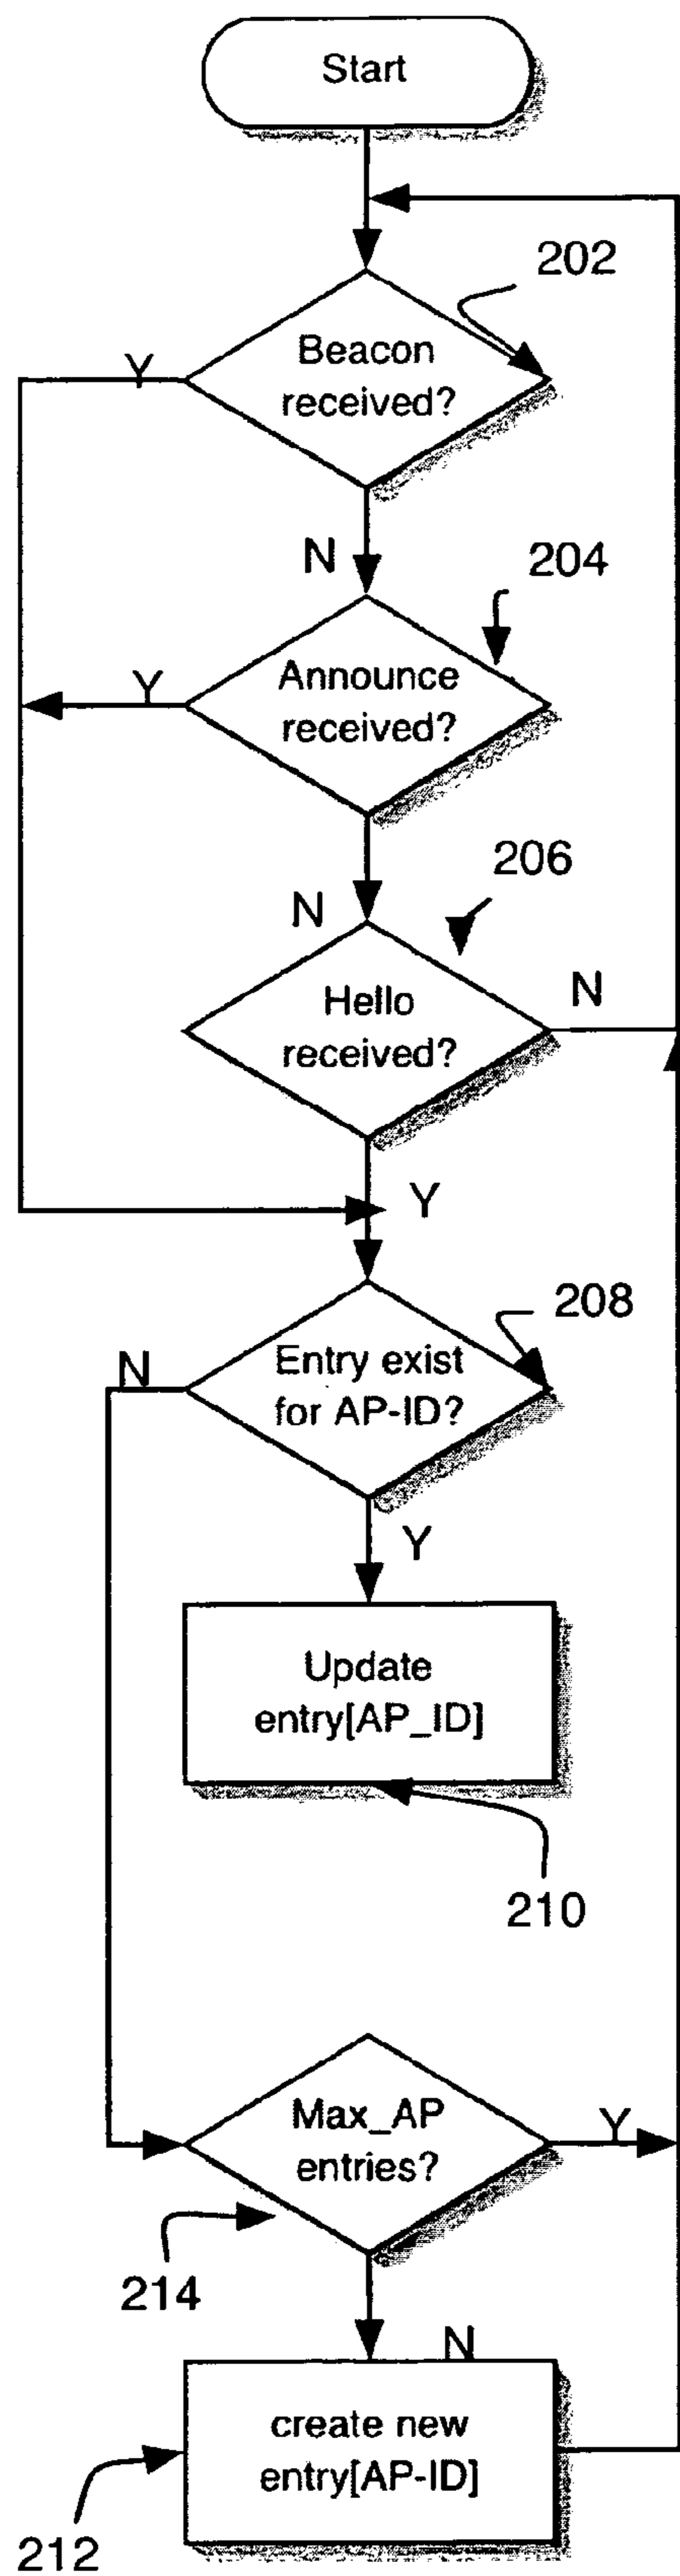 Start
202
Beacon
received?
Y
N
204
Announce
received?
Y
206
N
Hello
received?
N
Y
208
Entry exist
for AP-ID?
N
Y
Update
entry[AP_ID]
210
Max_AP
entries?
Y
214
N
create new
entry[AP-ID]
212